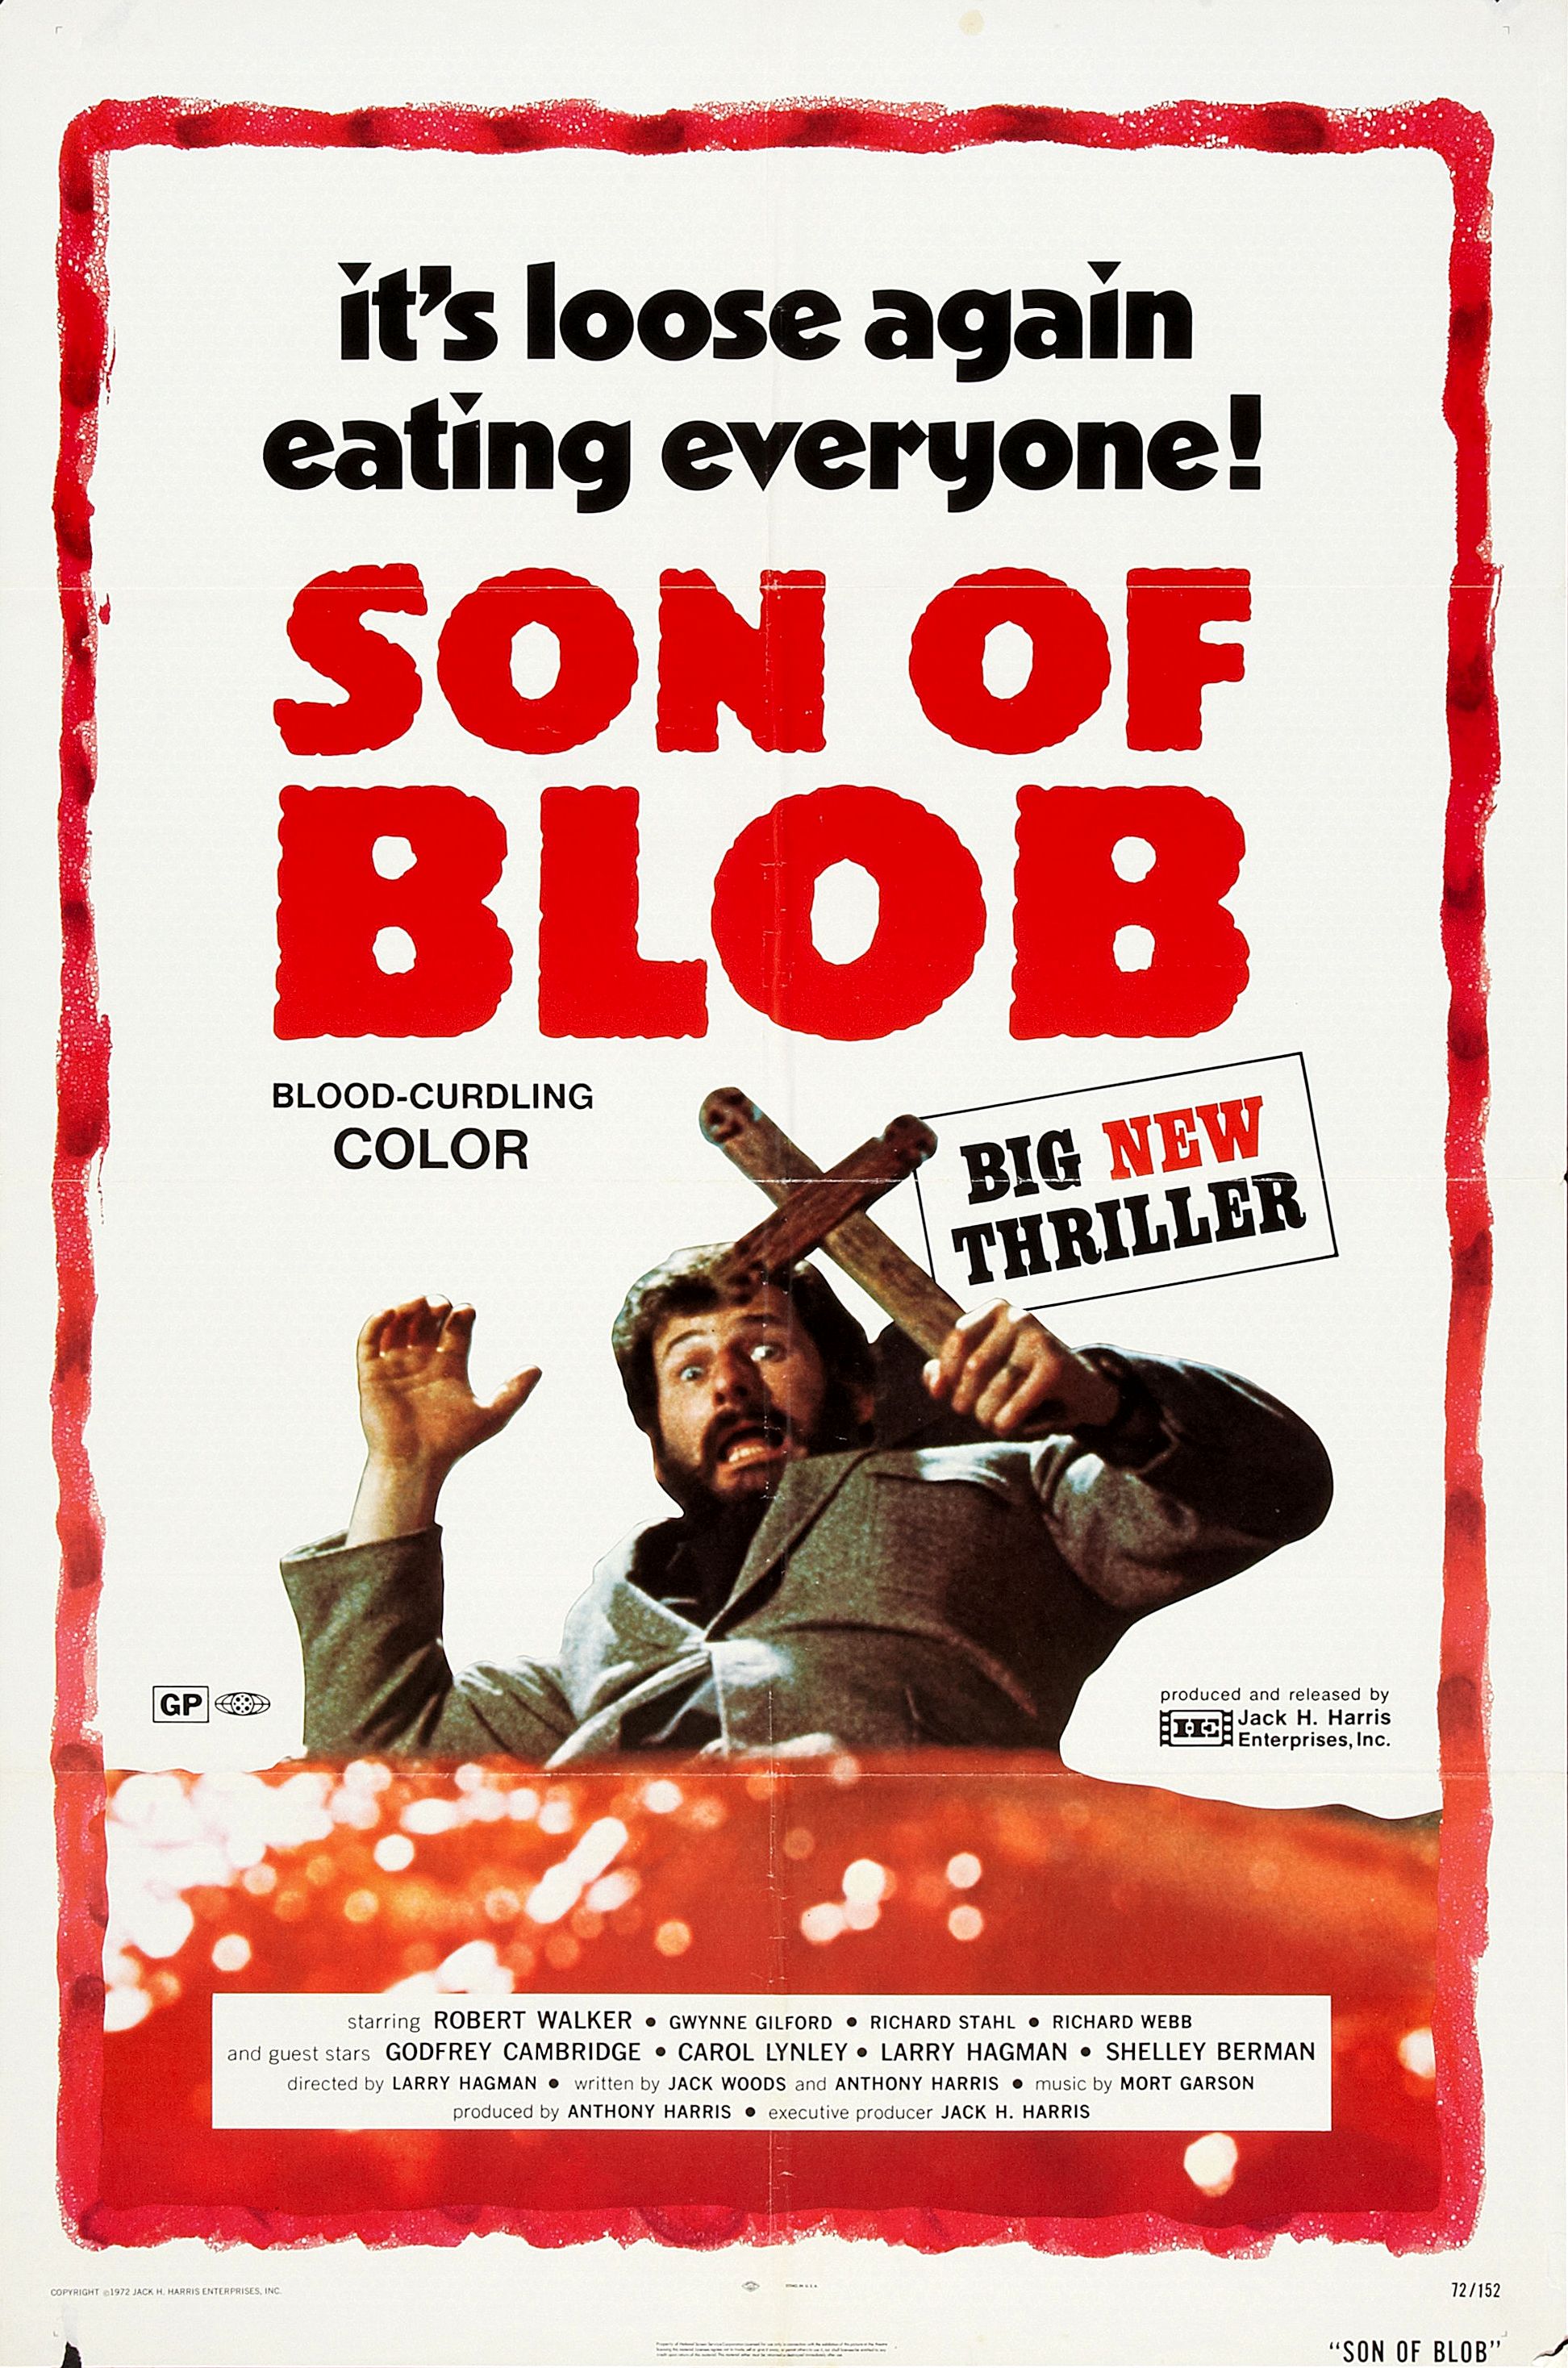 it's loose again
eating everyone!
SON OF
BLOB
BLOOD-CURDLING
COLOR
BIG NEW
THRILLER
GP
produced and released by
Jack H. Harris
Enterprises, Inc.
starring ROBERT WALKER • GWYNNE GILFORD • RICHARD STAHL • RICHARD WEBB
and guest stars GODFREY CAMBRIDGE • CAROL LYNLEY • LARRY HAGMAN • SHELLEY BERMAN
directed by LARRY HAGMAN • written by JACK WOODS and ANTHONY HARRIS • music by MORT GARSON
produced by ANTHONY HARRIS • executive producer JACK H. HARRIS
COPYRIGHT ©1972 JACK H. HARRIS ENTERPRISES, INC.
72/152
"SON OF BLOB"